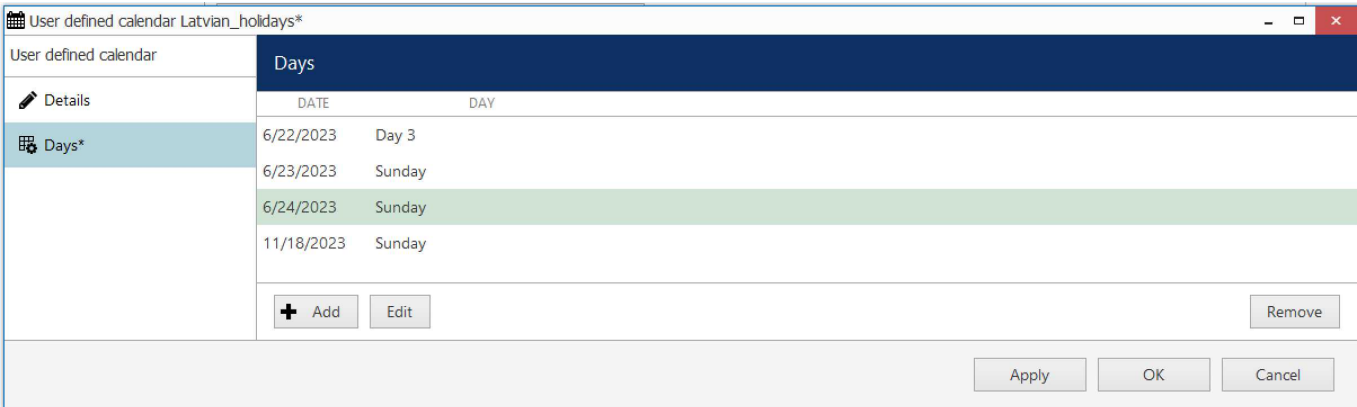 User defined calendar Latvian_holidays*
User defined calendar
Days
Details
Days*
DATE DAY
6/22/2023 Day 3
6/23/2023 Sunday
6/24/2023 Sunday
11/18/2023 Sunday
Add Edit Remove
Apply OK Cancel